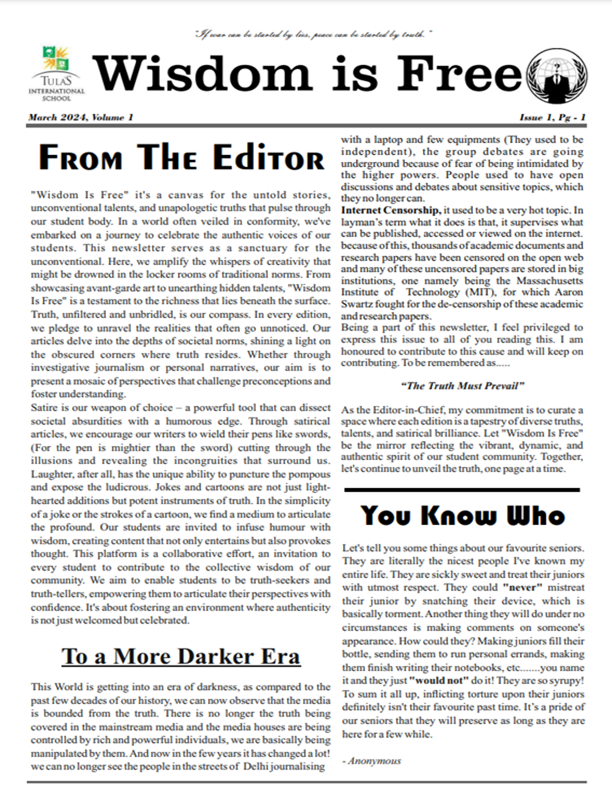 "If war can be started by lies, peace can be started by truth. "
TULA'S
INTERNATIONAL
SCHOOL
Wisdom is Free
?
March 2024, Volume 1
Issue 1, Pg - 1
FROM THE EDITOR
"Wisdom Is Free" it's a canvas for the untold stories,
unconventional talents, and unapologetic truths that pulse through
our student body. In a world often veiled in conformity, we've
embarked on a journey to celebrate the authentic voices of our
students. This newsletter serves as a sanctuary for the
unconventional. Here, we amplify the whispers of creativity that
might be drowned in the locker rooms of traditional norms. From
showcasing avant-garde art to unearthing hidden talents, "Wisdom
Is Free" is a testament to the richness that lies beneath the surface.
Truth, unfiltered and unbridled, is our compass. In every edition,
we pledge to unravel the realities that often go unnoticed. Our
articles delve into the depths of societal norms, shining a light on
the obscured corners where truth resides. Whether through
investigative journalism or personal narratives, our aim is to
present a mosaic of perspectives that challenge preconceptions and
foster understanding.
Satire is our weapon of choice – a powerful tool that can dissect
societal absurdities with a humorous edge. Through satirical
articles, we encourage our writers to wield their pens like swords,
(For the pen is mightier than the sword) cutting through the
illusions and revealing the incongruities that surround us.
Laughter, after all, has the unique ability to puncture the pompous
and expose the ludicrous. Jokes and cartoons are not just light-
hearted additions but potent instruments of truth. In the simplicity
of a joke or the strokes of a cartoon, we find a medium to articulate
the profound. Our students are invited to infuse humour with
wisdom, creating content that not only entertains but also provokes
thought. This platform is a collaborative effort, an invitation to
every student to contribute to the collective wisdom of our
community. We aim to enable students to be truth-seekers and
truth-tellers, empowering them to articulate their perspectives with
confidence. It's about fostering an environment where authenticity
is not just welcomed but celebrated.
To a More Darker Era
This World is getting into an era of darkness, as compared to the
past few decades of our history, we can now observe that the media
is bounded from the truth. There is no longer the truth being
covered in the mainstream media and the media houses are being
controlled by rich and powerful individuals, we are basically being
manipulated by them. And now in the few years it has changed a lot!
we can no longer see the people in the streets of Delhi journalising
with a laptop and few equipments (They used to be
independent), the group debates are going
underground because of fear of being intimidated by
the higher powers. People used to have open
discussions and debates about sensitive topics, which
they no longer can.
Internet Censorship, it used to be a very hot topic. In
layman's term what it does is that, it supervises what
can be published, accessed or viewed on the internet.
because of this, thousands of academic documents and
research papers have been censored on the open web
and many of these uncensored papers are stored in big
institutions, one namely being the Massachusetts
Institute of Technology (MIT), for which Aaron
Swartz fought for the de-censorship of these academic
and research papers.
Being a part of this newsletter, I feel privileged to
express this issue to all of you reading this. I am
honoured to contribute to this cause and will keep on
contributing. To be remembered as.....
“The Truth Must Prevail”
As the Editor-in-Chief, my commitment is to curate a
space where each edition is a tapestry of diverse truths,
talents, and satirical brilliance. Let "Wisdom Is Free"
be the mirror reflecting the vibrant, dynamic, and
authentic spirit of our student community. Together,
let's continue to unveil the truth, one page at a time.
You Know Who
Let's tell you some things about our favourite seniors.
They are literally the nicest people I've known my
entire life. They are sickly sweet and treat their juniors
with utmost respect. They could "never" mistreat
their junior by snatching their device, which is
basically torment. Another thing they will do under no
circumstances is making comments on someone's
appearance. How could they? Making juniors fill their
bottle, sending them to run personal errands, making
them finish writing their notebooks, etc.......you name
it and they just "would not" do it! They are so syrupy!
To sum it all up, inflicting torture upon their juniors
definitely isn't their favourite past time. It's a pride of
our seniors that they will preserve as long as they are
here for a few while.
- Anonymous